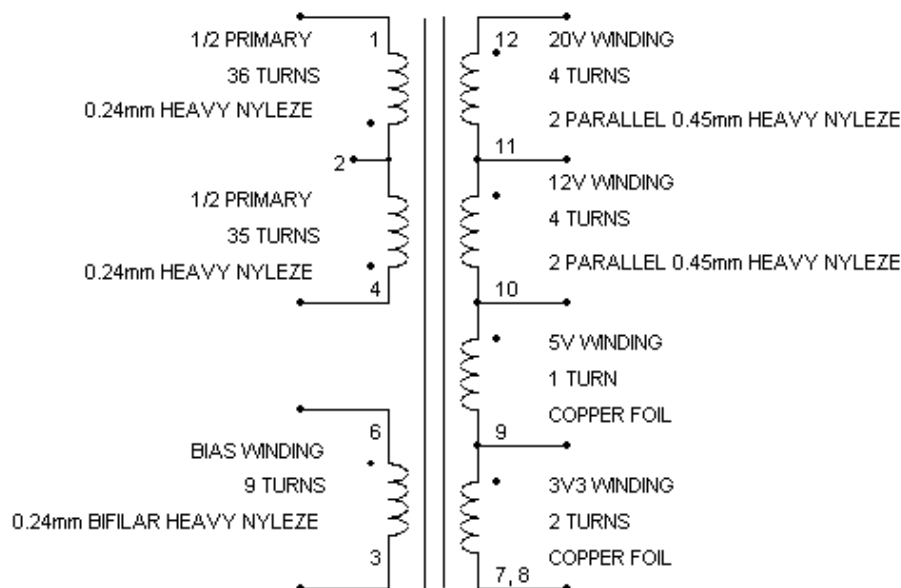 1/2 PRIMARY
1
36 TURNS
0.24mm HEAVY NYLEZE
2
1/2 PRIMARY
35 TURNS
0.24mm HEAVY NYLEZE
4
6
BIAS WINDING
9 TURNS
0.24mm BIFILAR HEAVY NYLEZE
3
12
20V WINDING
4 TURNS
2 PARALLEL 0.45mm HEAVY NYLEZE
11
12V WINDING
4 TURNS
2 PARALLEL 0.45mm HEAVY NYLEZE
10
5V WINDING
1 TURN
COPPER FOIL
9
3V3 WINDING
2 TURNS
COPPER FOIL
7, 8